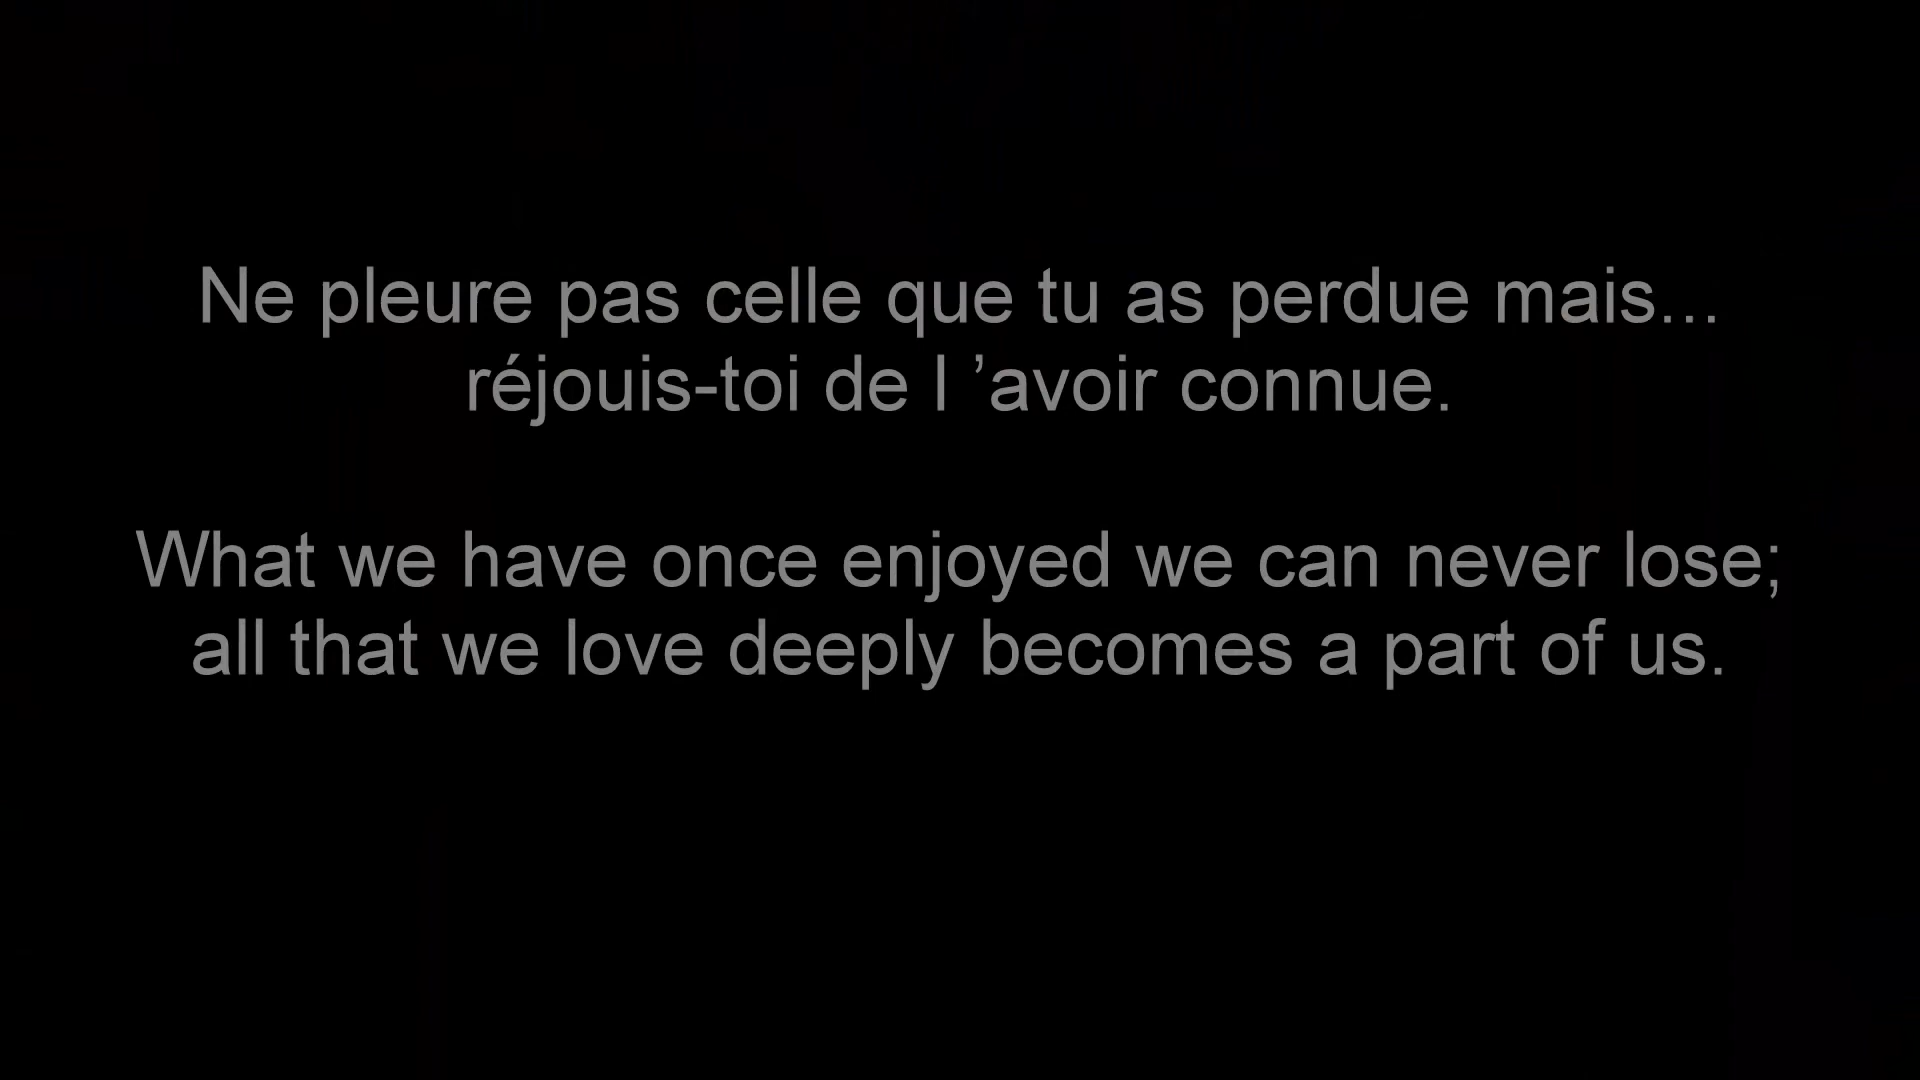 Ne pleure pas celle que tu as perdue mais...
réjouis-toi de l ’avoir connue.
What we have once enjoyed we can never lose;
all that we love deeply becomes a part of us.